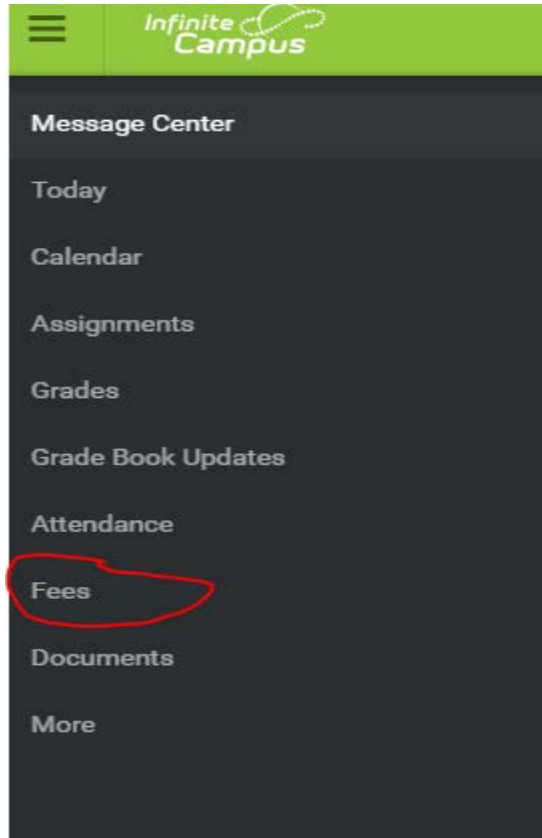 Infinite
Campus
Message Center
Today
Calendar
Assignments
Grades
Grade Book Updates
Attendance
Fees
Documents
More